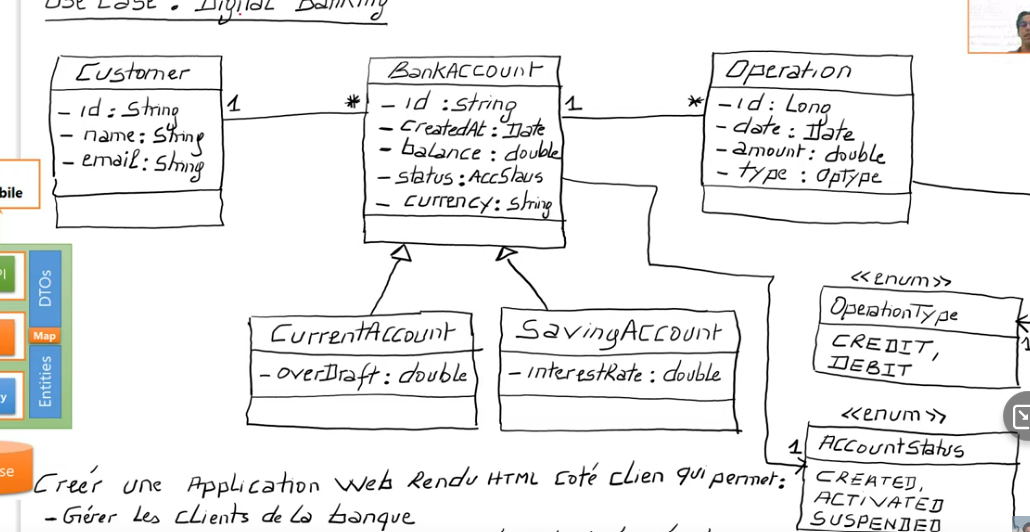 Use Case : Digital Banking
Customer
- id : String
- name : String
- email : String
1
*
BankAccount
- id : string
- createdAt : Date
- balance : double
- status : AccStaus
- currency : String
1
*
Operation
- id : Long
- date : Date
- amount : double
- type : Optype
bile
PI
DTOs
Map
Entities
y
se
CurrentAccount
- overDraft : double
SavingAccount
- interestRate : double
<<enum>>
OperationType
CREDIT,
DEBIT
1
<<enum>>
1
AccountStatus
CREATED,
ACTIVATED
SUSPENDED
Creér une Application Web Rendu HTML Coté Clien qui permet :
- Gérer Les Clients de La banque